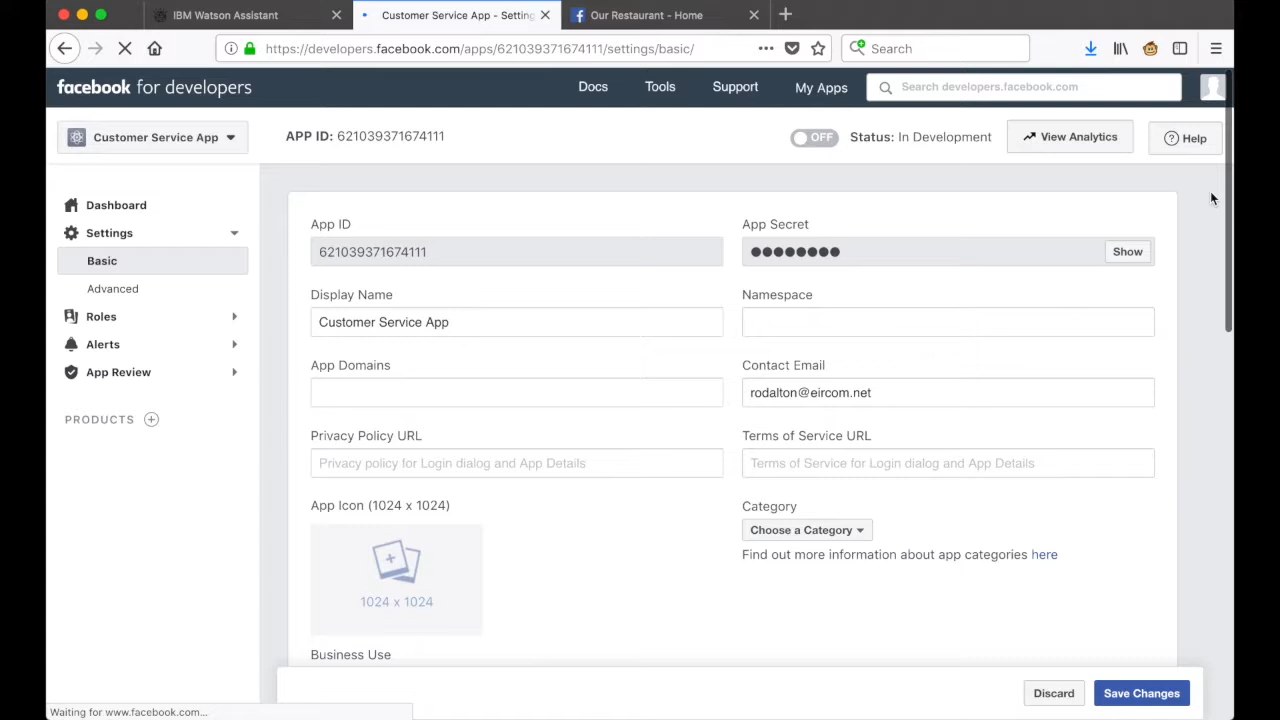 IBM Watson Assistant
Customer Service App - Setting
Our Restaurant - Home
https://developers.facebook.com/apps/621039371674111/settings/basic/
Search
facebook for developers
Docs
Tools
Support
My Apps
Search developers.facebook.com
Customer Service App
APP ID: 621039371674111
OFF
Status: In Development
View Analytics
Help
Dashboard
Settings
Basic
Advanced
Roles
Alerts
App Review
PRODUCTS
App ID
621039371674111
App Secret
Show
Display Name
Customer Service App
Namespace
App Domains
Contact Email
rodalton@eircom.net
Privacy Policy URL
Privacy policy for Login dialog and App Details
Terms of Service URL
Terms of Service for Login dialog and App Details
App Icon (1024 x 1024)
1024 x 1024
Category
Choose a Category
Find out more information about app categories here
Business Use
Discard
Save Changes
Waiting for www.facebook.com...